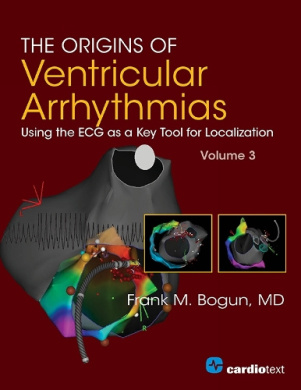 THE ORIGINS OF
Ventricular
Arrhythmias
Using the ECG as a Key Tool for Localization
Volume 3
Frank M. Bogun, MD
R
cardiotext